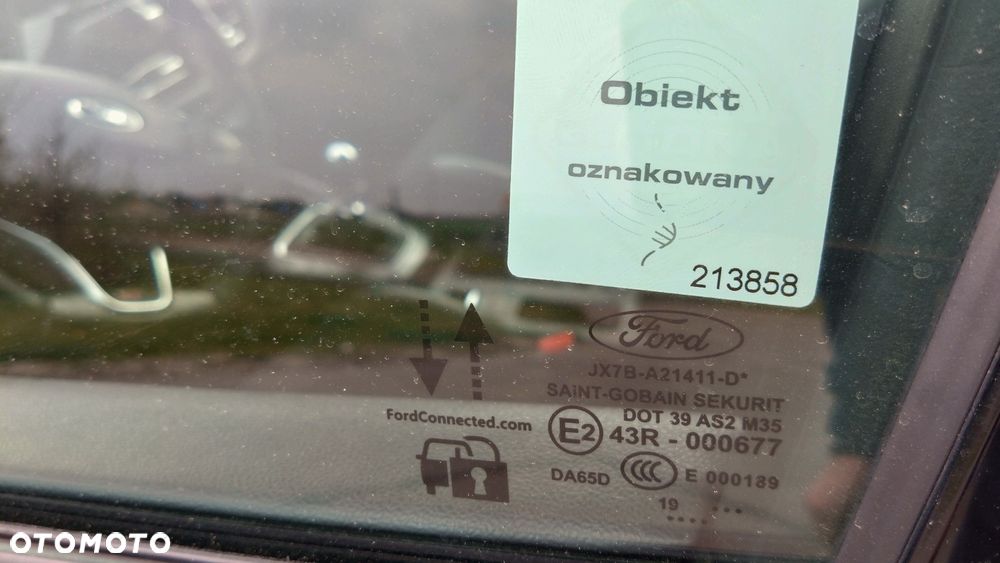 Obiekt
oznakowany
213858
Ford
JX7B-A21411-D*
SAINT-GOBAIN SEKURIT
DOT 39 AS2 M35
E2 43R - 000677
DA65D CCC E 000189
19
FordConnected.com
OTOMOTO